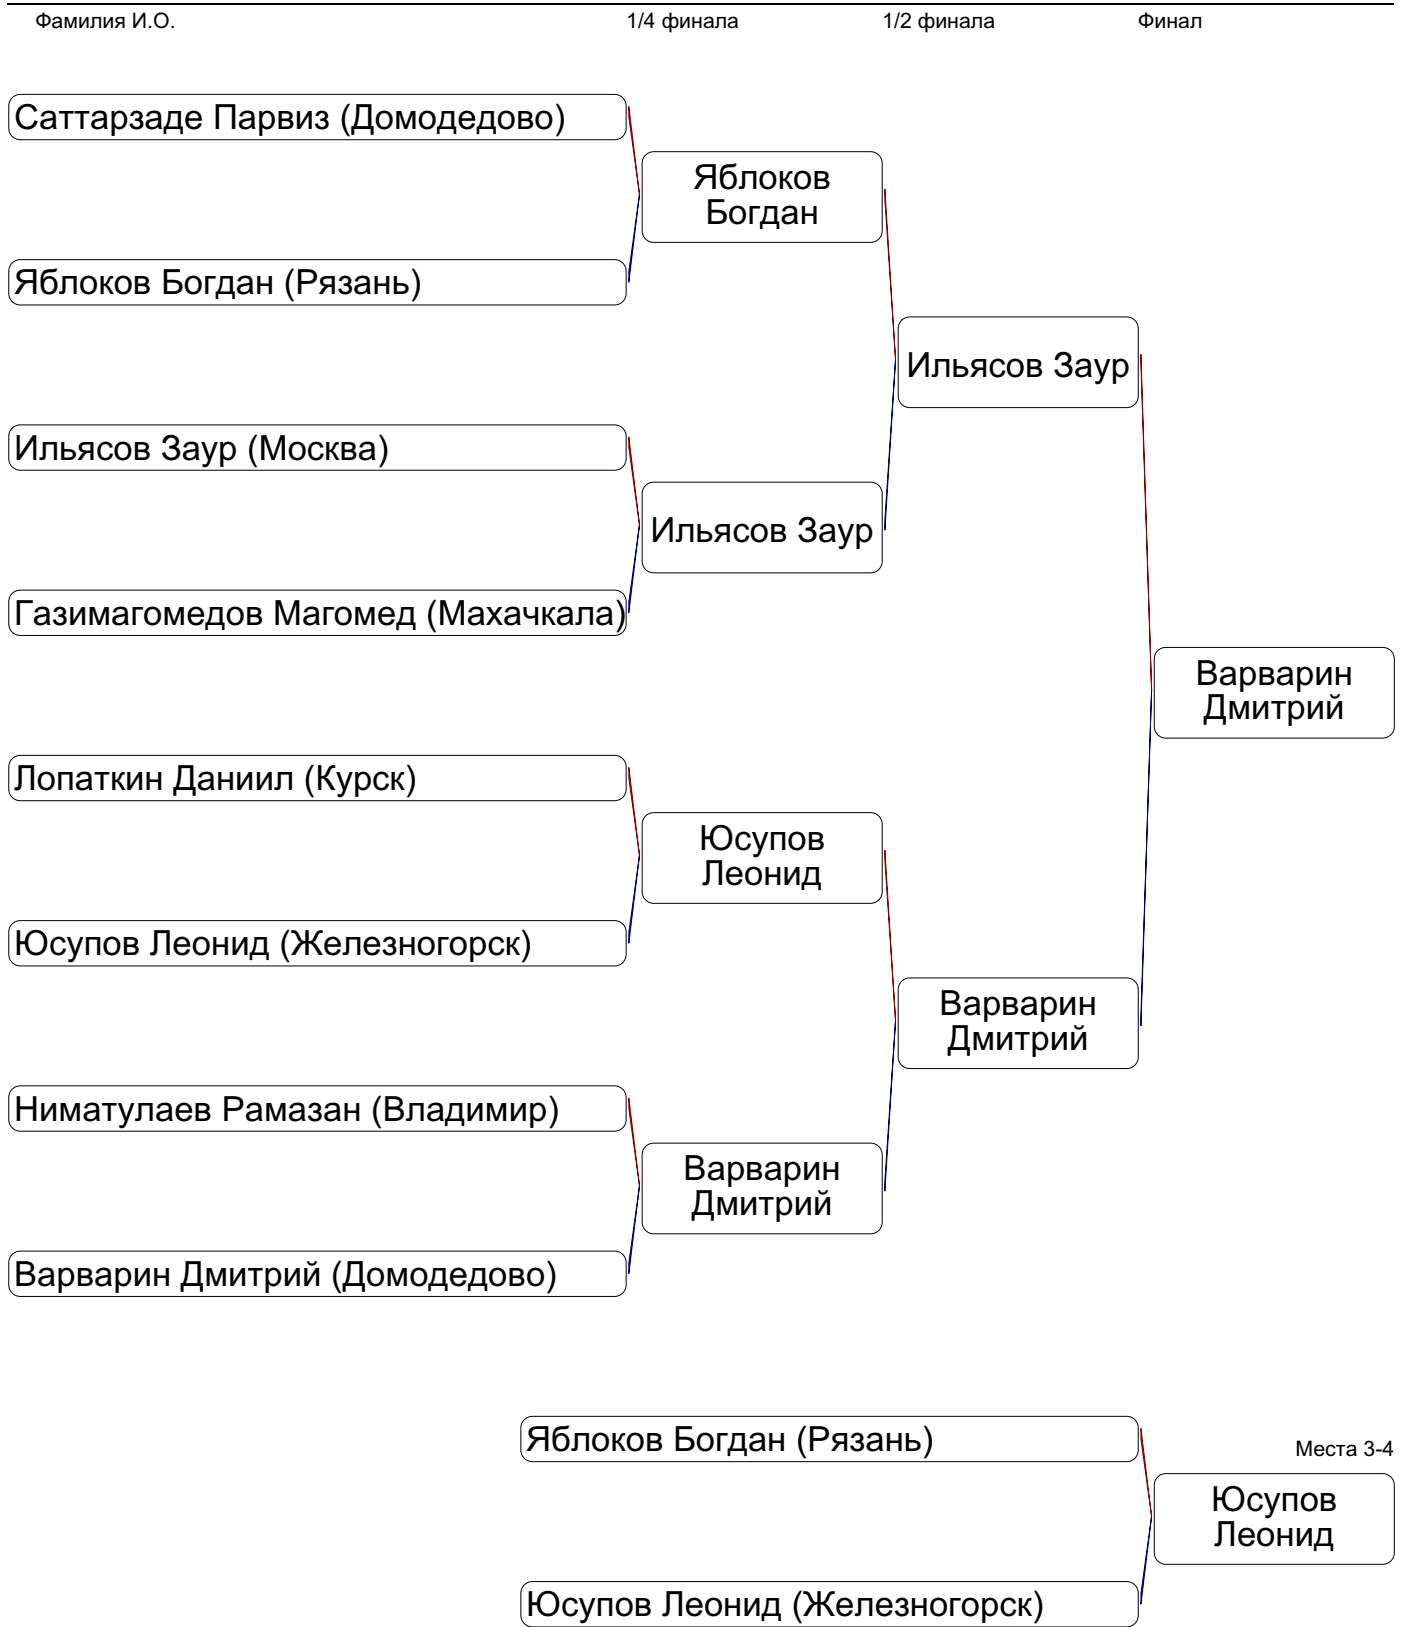 Фамилия И.О. 1/4 финала 1/2 финала Финал
Саттарзаде Парвиз (Домодедово)
Яблоков
Богдан
Яблоков Богдан (Рязань)
Ильясов Заур
Ильясов Заур (Москва)
Ильясов Заур
Газимагомедов Магомед (Махачкала)
Варварин
Дмитрий
Лопаткин Даниил (Курск)
Юсупов
Леонид
Юсупов Леонид (Железногорск)
Варварин
Дмитрий
Ниматулаев Рамазан (Владимир)
Варварин
Дмитрий
Варварин Дмитрий (Домодедово)
Яблоков Богдан (Рязань)
Места 3-4
Юсупов
Леонид
Юсупов Леонид (Железногорск)